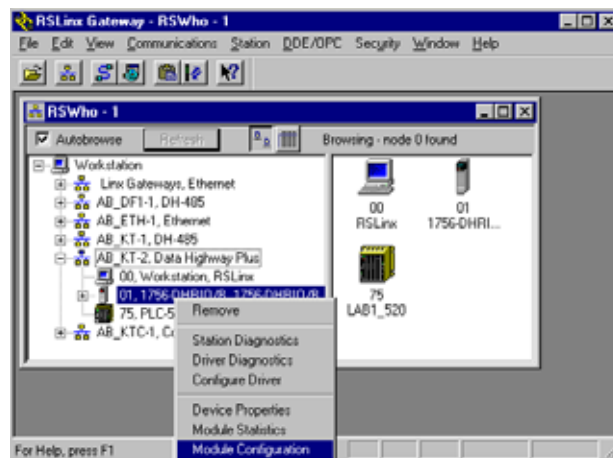 RSLinx Gateway - RSWho - 1
File Edit View Communications Station DDE/OPC Security Window Help
RSWho - 1
Autobrowse Refresh Browsing - node 0 found
Workstation
Linx Gateways, Ethernet
AB_DF1-1, DH-485
AB_ETH-1, Ethernet
AB_KT-1, DH-485
AB_KT-2, Data Highway Plus
00, Workstation, RSLinx
01, 1756-DHRIO/B, 1756-DHRIO/B
75, PLC-5
AB_KTC-1,
00
RSLinx
01
1756-DHRI...
75
LAB1_520
Remove
Station Diagnostics
Driver Diagnostics
Configure Driver
Device Properties
Module Statistics
Module Configuration
For Help, press F1